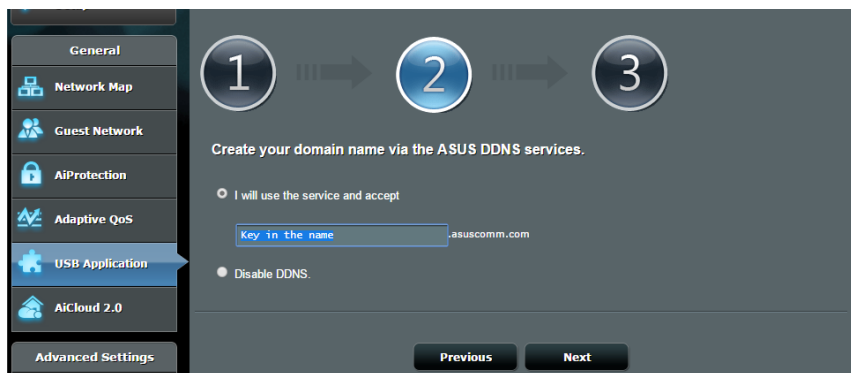 General
Network Map
Guest Network
AiProtection
Adaptive QoS
USB Application
AiCloud 2.0
Advanced Settings
1
2
3
Create your domain name via the ASUS DDNS services.
I will use the service and accept
Key in the name .asuscomm.com
Disable DDNS.
Previous Next